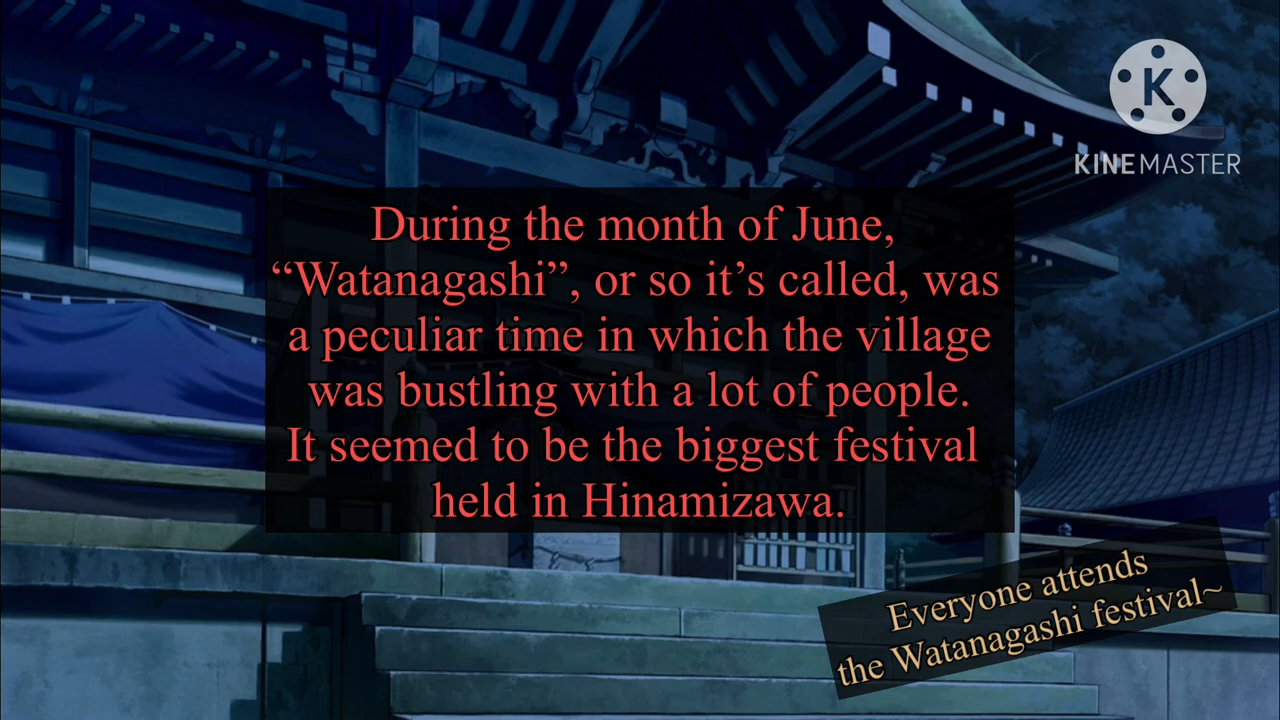 K
KINEMASTER
During the month of June,
“Watanagashi”, or so it’s called, was
a peculiar time in which the village
was bustling with a lot of people.
It seemed to be the biggest festival
held in Hinamizawa.
Everyone attends
the Watanagashi festival~